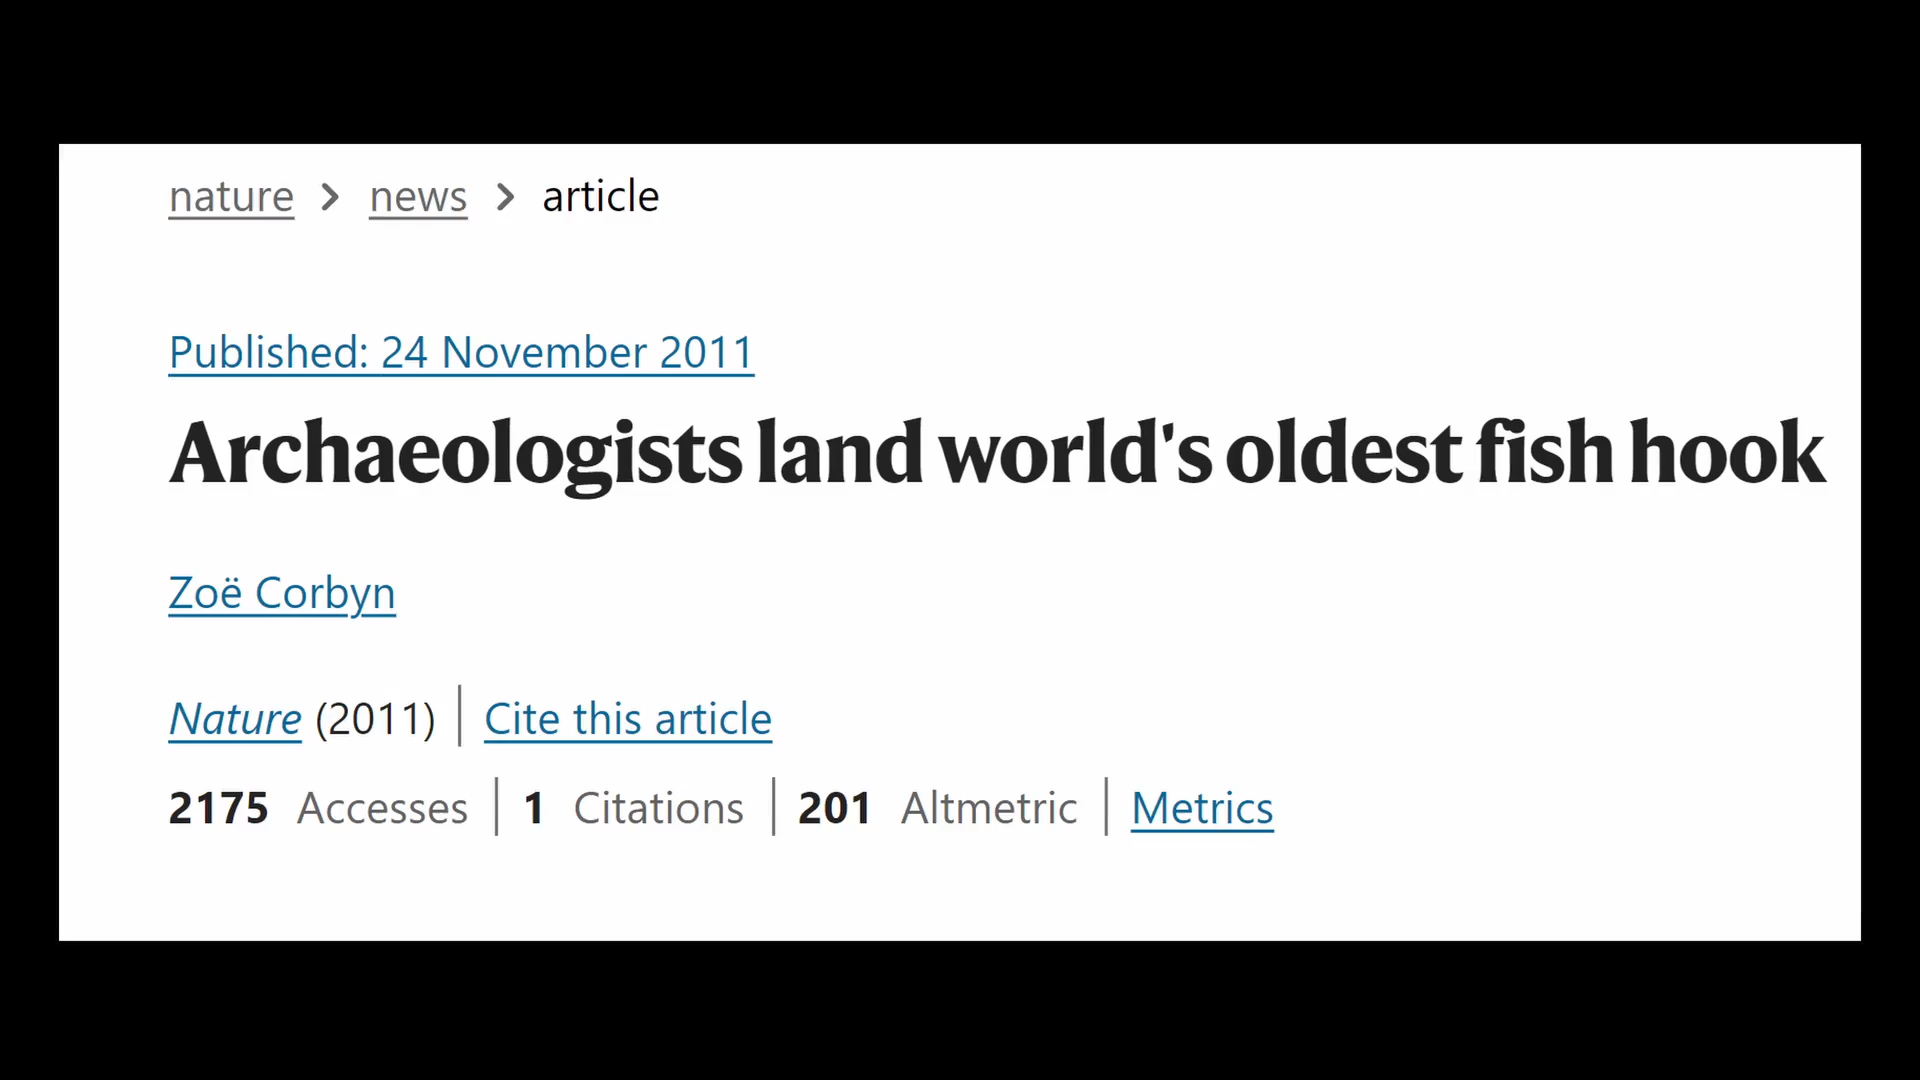 nature > news > article
Published: 24 November 2011
Archaeologists land world's oldest fish hook
Zoë Corbyn
Nature (2011) | Cite this article
2175 Accesses | 1 Citations | 201 Altmetric | Metrics